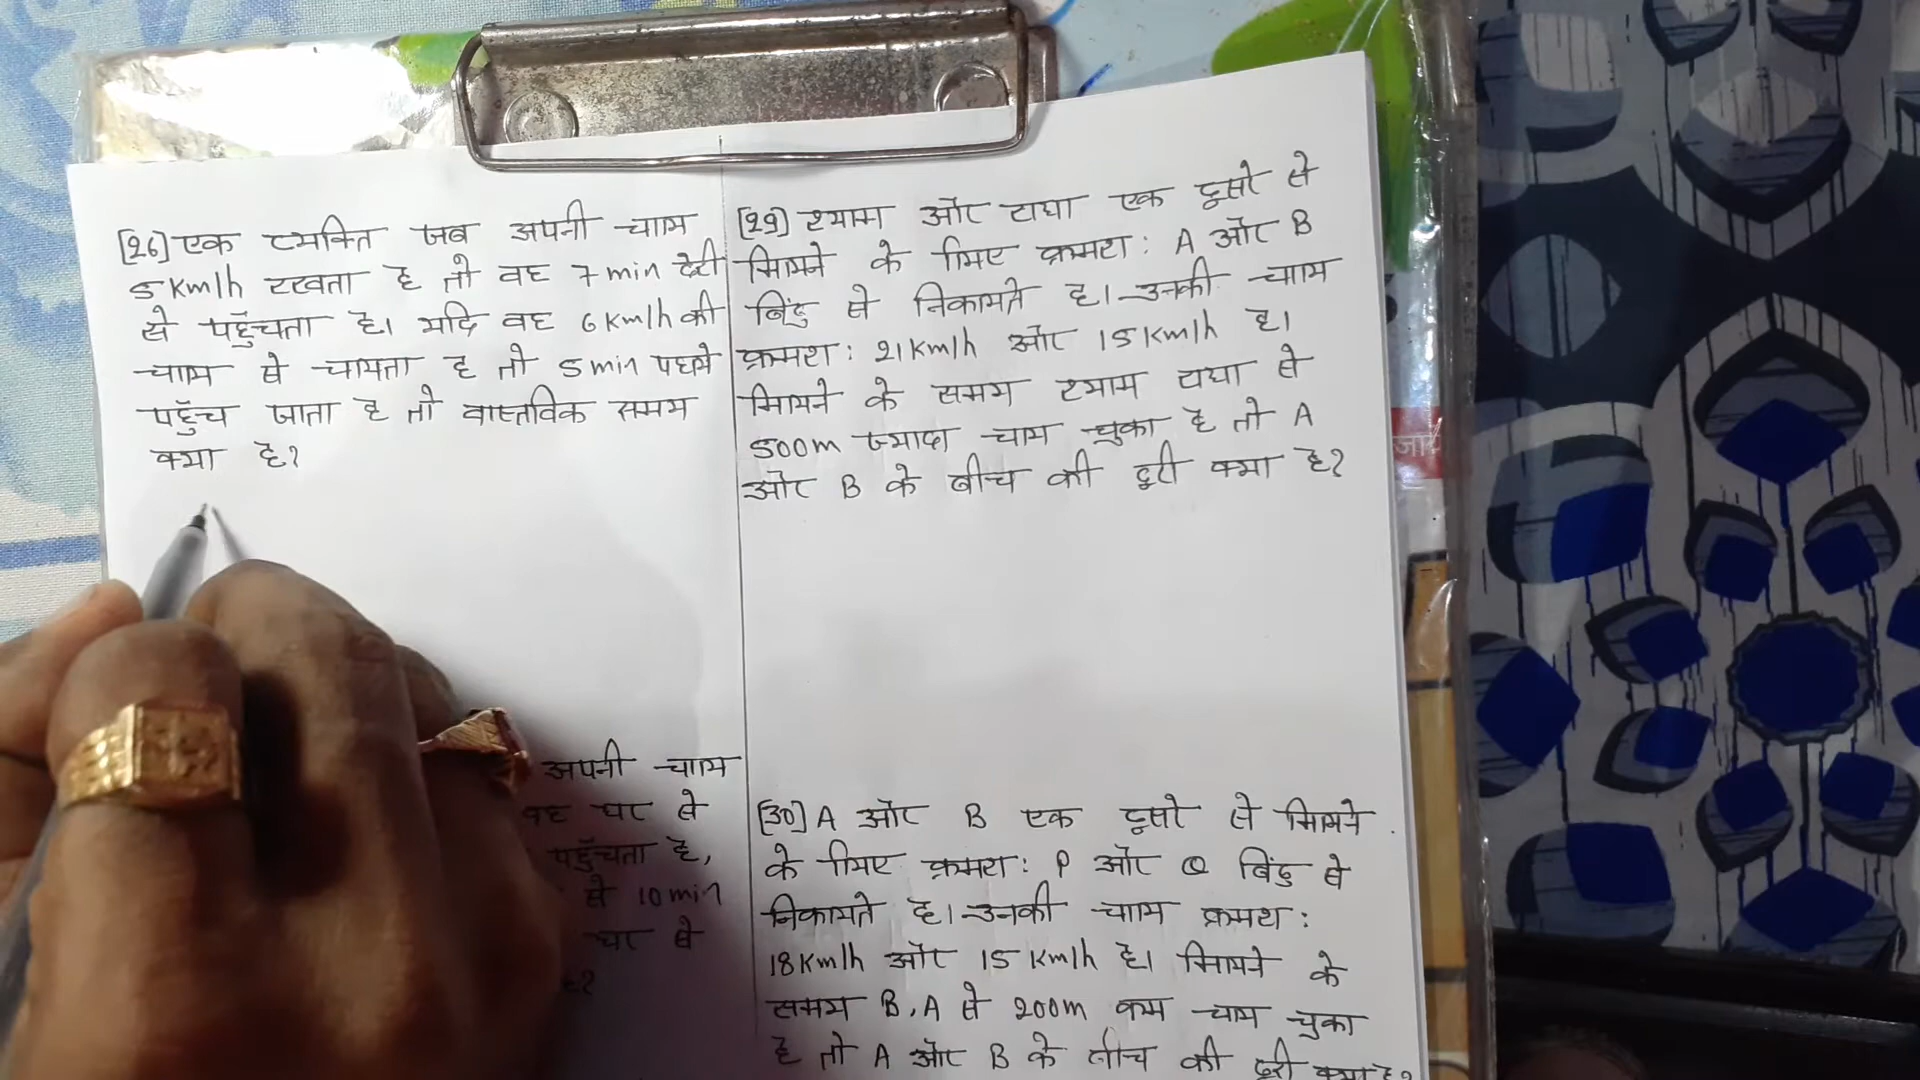 [26] एक व्यक्ति जब अपनी चाल
5 Km/h रखता है तो वह 7 min देरी
से पहुँचता है। यदि वह 6 Km/h की
चाल से चलता है तो 5 min पहले
पहुँच जाता है तो वास्तविक समय
क्या है?
अपनी चाल
वह घर से
पहुँचता है,
से 10 min
घर से
है?
[29] श्याम और राधा एक दूसरे से
मिलने के लिए क्रमशः A और B
बिंदु से निकलते है। उनकी चाल
क्रमशः 21 Km/h और 15 Km/h है।
मिलने के समय श्याम राधा से
500m ज्यादा चल चुका है तो A
और B के बीच की दूरी क्या है?
[30] A और B एक दूसरे से मिलने
के लिए क्रमशः P और Q बिंदु से
निकलते है। उनकी चाल क्रमशः
18 Km/h और 15 Km/h है। मिलने के
समय B, A से 200m कम चल चुका
है तो A और B के बीच की दूरी क्या है?